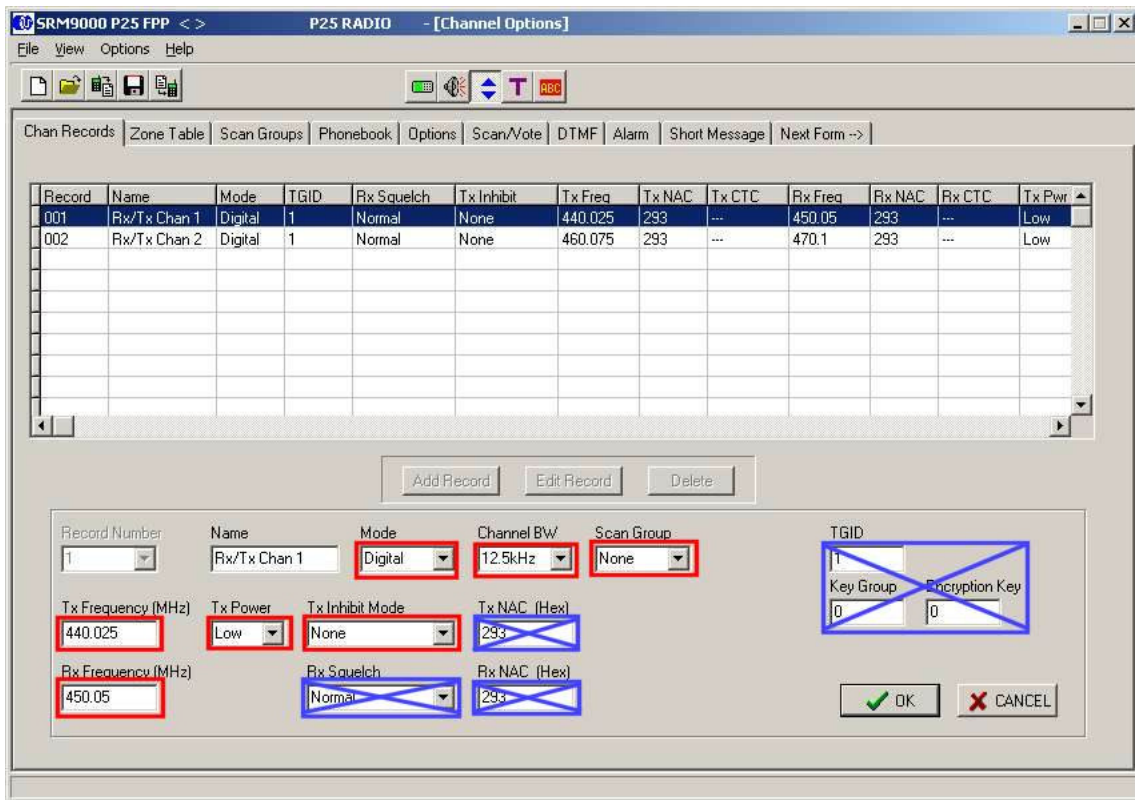 SRM9000 P25 FPP < > P25 RADIO - [Channel Options]
File View Options Help
T ABC
Chan Records Zone Table Scan Groups Phonebook Options Scan/Vote DTMF Alarm Short Message Next Form -->
Record Name Mode TGID Rx Squelch Tx Inhibit Tx Freq Tx NAC Tx CTC Rx Freq Rx NAC Rx CTC Tx Pwr
001 Rx/Tx Chan 1 Digital 1 Normal None 440.025 293 --- 450.05 293 --- Low
002 Rx/Tx Chan 2 Digital 1 Normal None 460.075 293 --- 470.1 293 --- Low
Add Record Edit Record Delete
Record Number Name Mode Channel BW Scan Group TGID
1 Rx/Tx Chan 1 Digital 12.5kHz None 1
Key Group Encryption Key
0 0
Tx Frequency (MHz) Tx Power Tx Inhibit Mode Tx NAC (Hex)
440.025 Low None 293
Rx Frequency (MHz) Rx Squelch Rx NAC (Hex)
450.05 Normal 293
OK CANCEL